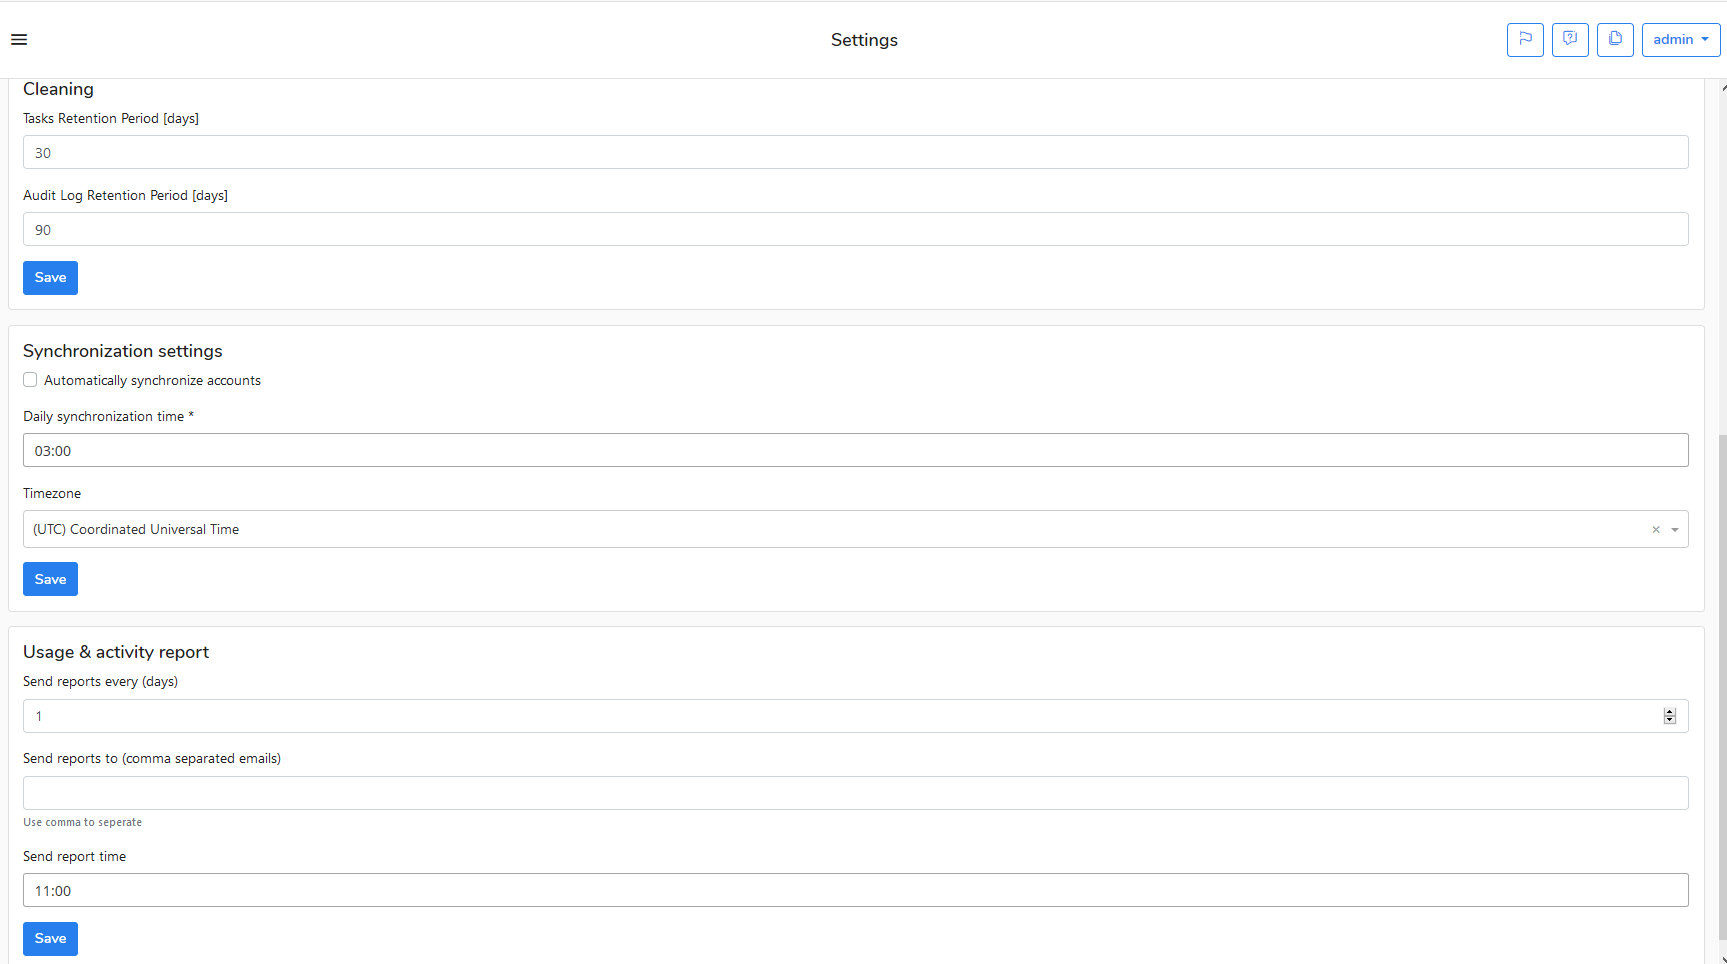 Settings
admin
Cleaning
Tasks Retention Period [days]
30
Audit Log Retention Period [days]
90
Save
Synchronization settings
Automatically synchronize accounts
Daily synchronization time *
03:00
Timezone
(UTC) Coordinated Universal Time
Save
Usage & activity report
Send reports every (days)
1
Send reports to (comma separated emails)
Use comma to seperate
Send report time
11:00
Save